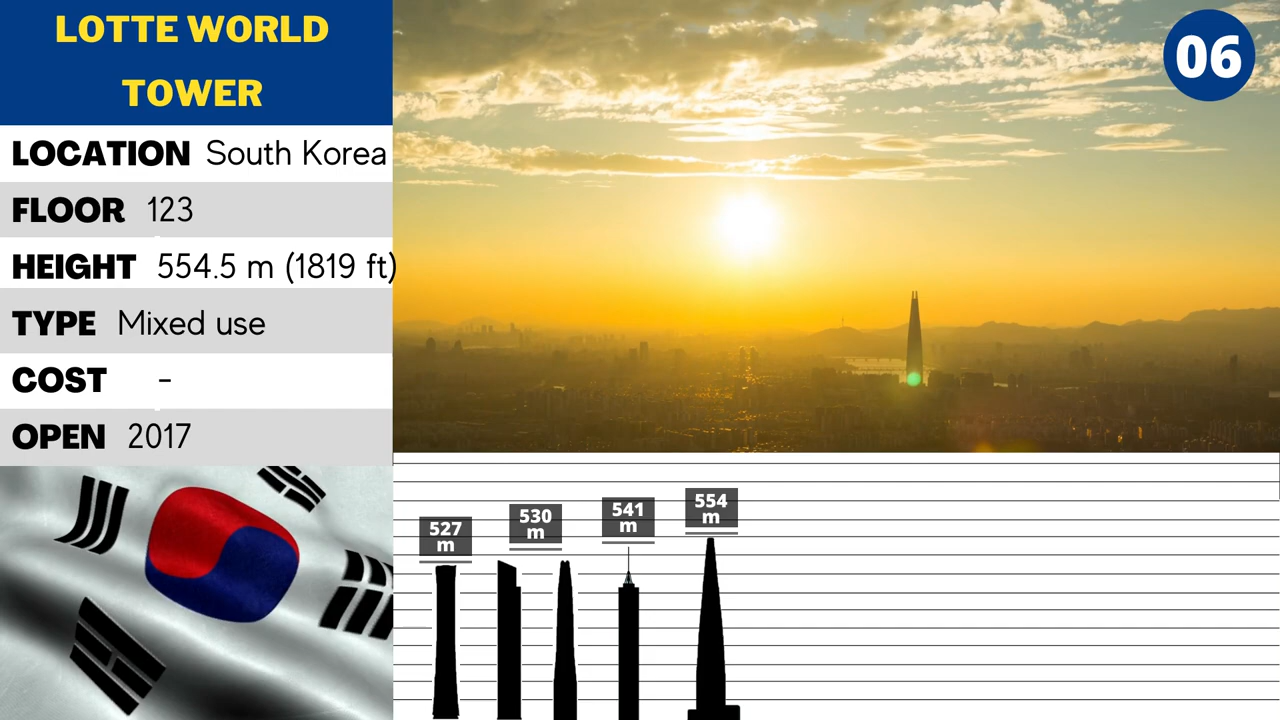 LOTTE WORLD
TOWER
LOCATION South Korea
FLOOR 123
HEIGHT 554.5 m (1819 ft)
TYPE Mixed use
COST -
OPEN 2017
06
527
m
530
m
541
m
554
m